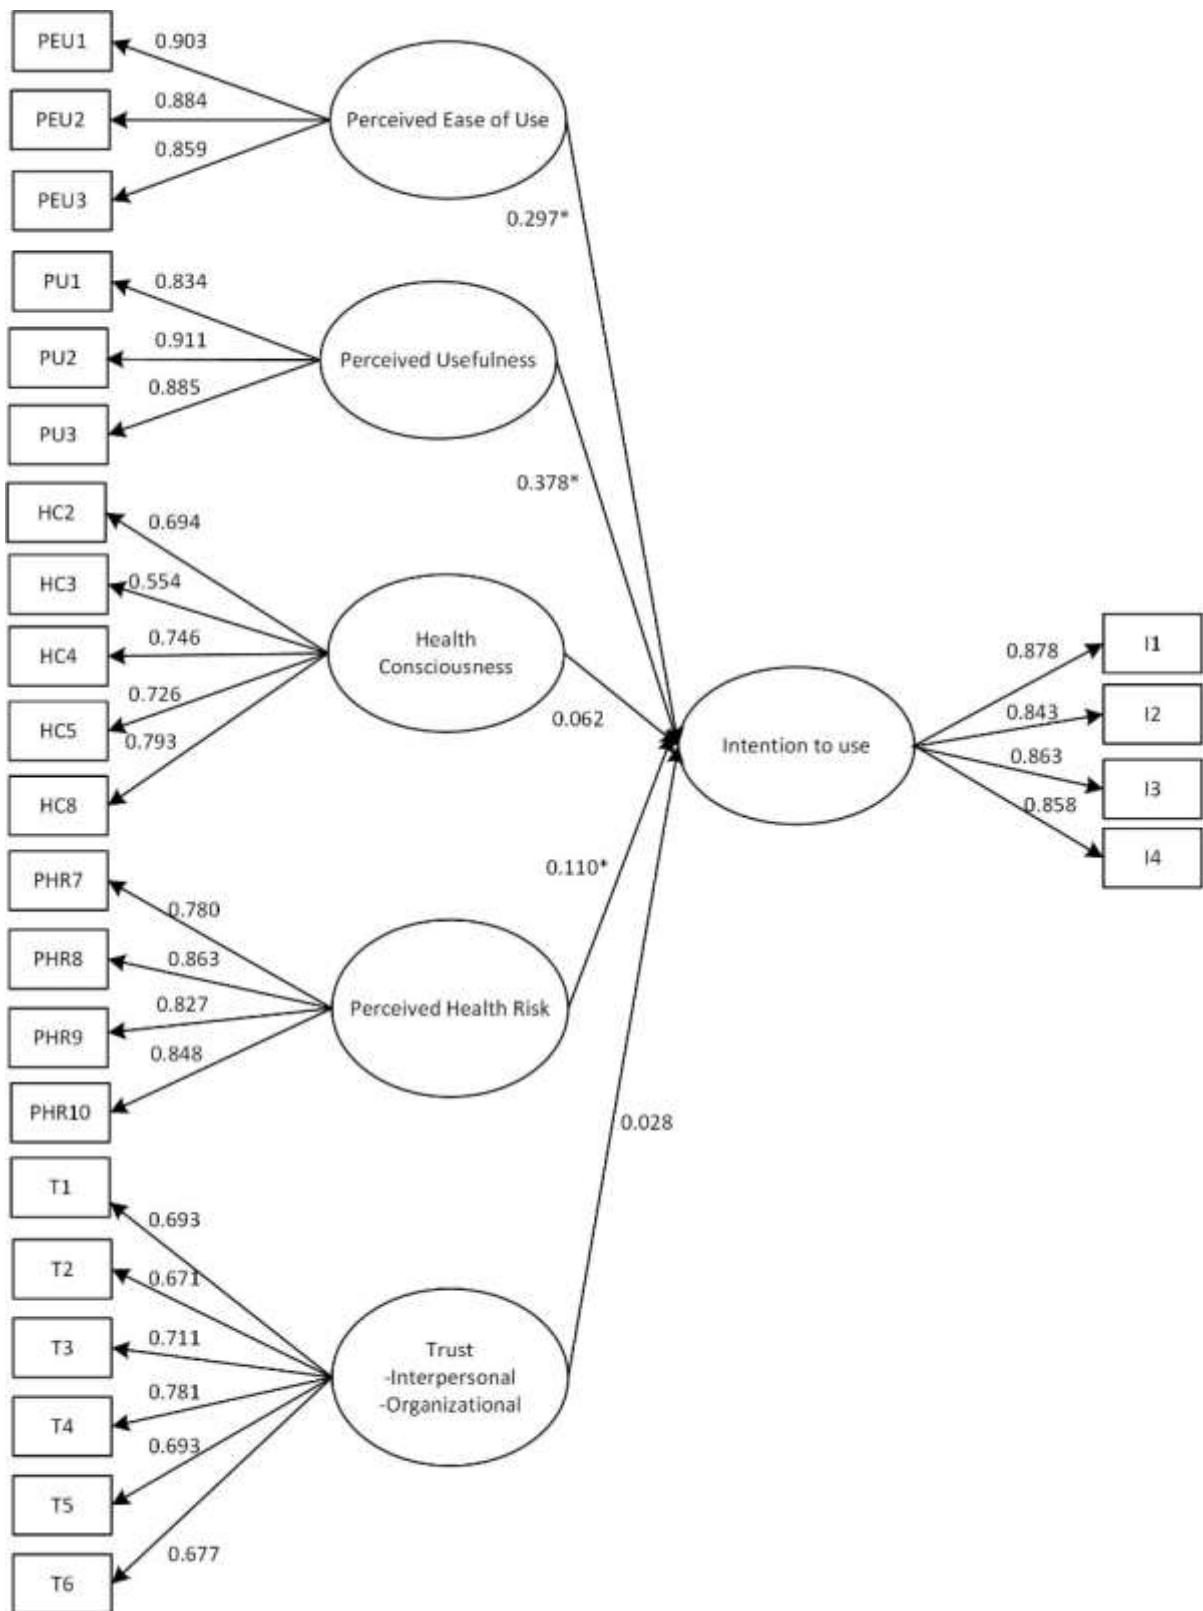 PEU1
0.903
PEU2
0.884
PEU3
0.859
Perceived Ease of Use
0.297*
PU1
0.834
PU2
0.911
PU3
0.885
Perceived Usefulness
0.378*
HC2
0.694
HC3
0.554
HC4
0.746
HC5
0.726
HC8
0.793
Health
Consciousness
0.062
PHR7
0.780
PHR8
0.863
PHR9
0.827
PHR10
0.848
Perceived Health Risk
0.110*
T1
0.693
T2
0.671
T3
0.711
T4
0.781
T5
0.693
T6
0.677
Trust
-Interpersonal
-Organizational
0.028
Intention to use
0.878
I1
0.843
I2
0.863
I3
0.858
I4